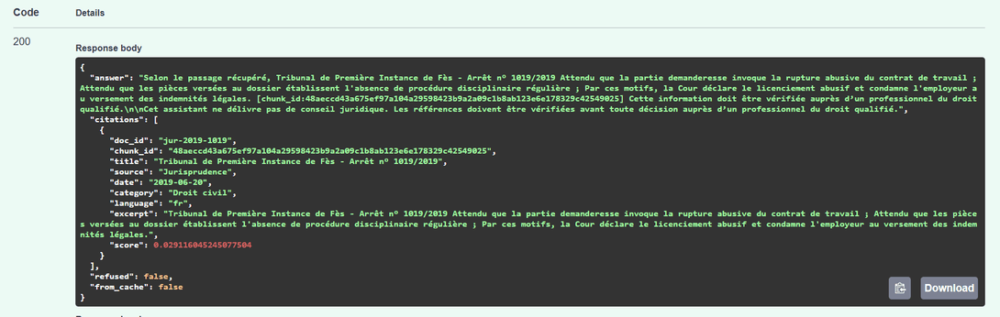 Code Details
200
Response body
{
"answer": "Selon le passage récupéré, Tribunal de Première Instance de Fès - Arrêt nº 1019/2019 Attendu que la partie demanderesse invoque la rupture abusive du contrat de travail ;
Attendu que les pièces versées au dossier établissent l'absence de procédure disciplinaire régulière ; Par ces motifs, la Cour déclare le licenciement abusif et condamne l'employeur a
u versement des indemnités légales. [chunk_id:48aeccd43a675ef97a104a29598423b9a2a09c1b8ab123e6e178329c42549025] Cette information doit être vérifiée auprès d’un professionnel du droit
qualifié.\n\nCet assistant ne délivre pas de conseil juridique. Les références doivent être vérifiées avant toute décision auprès d’un professionnel du droit qualifié.",
"citations": [
{
"doc_id": "jur-2019-1019",
"chunk_id": "48aeccd43a675ef97a104a29598423b9a2a09c1b8ab123e6e178329c42549025",
"title": "Tribunal de Première Instance de Fès - Arrêt nº 1019/2019",
"source": "Jurisprudence",
"date": "2019-06-20",
"category": "Droit civil",
"language": "fr",
"excerpt": "Tribunal de Première Instance de Fès - Arrêt nº 1019/2019 Attendu que la partie demanderesse invoque la rupture abusive du contrat de travail ; Attendu que les pièce
s versées au dossier établissent l'absence de procédure disciplinaire régulière ; Par ces motifs, la Cour déclare le licenciement abusif et condamne l'employeur au versement des indem
nités légales.",
"score": 0.029116045245077504
}
],
"refused": false,
"from_cache": false
}
Download